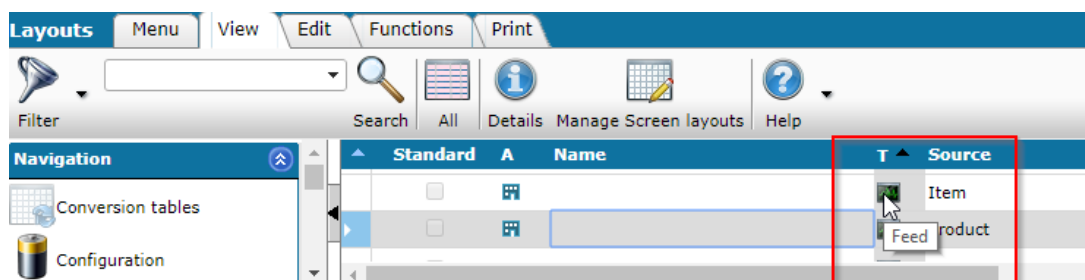 Layouts Menu View Edit Functions Print
Filter Search All Details Manage Screen layouts Help
Navigation Standard A Name T Source
Conversion tables Item
Feed roduct
Configuration